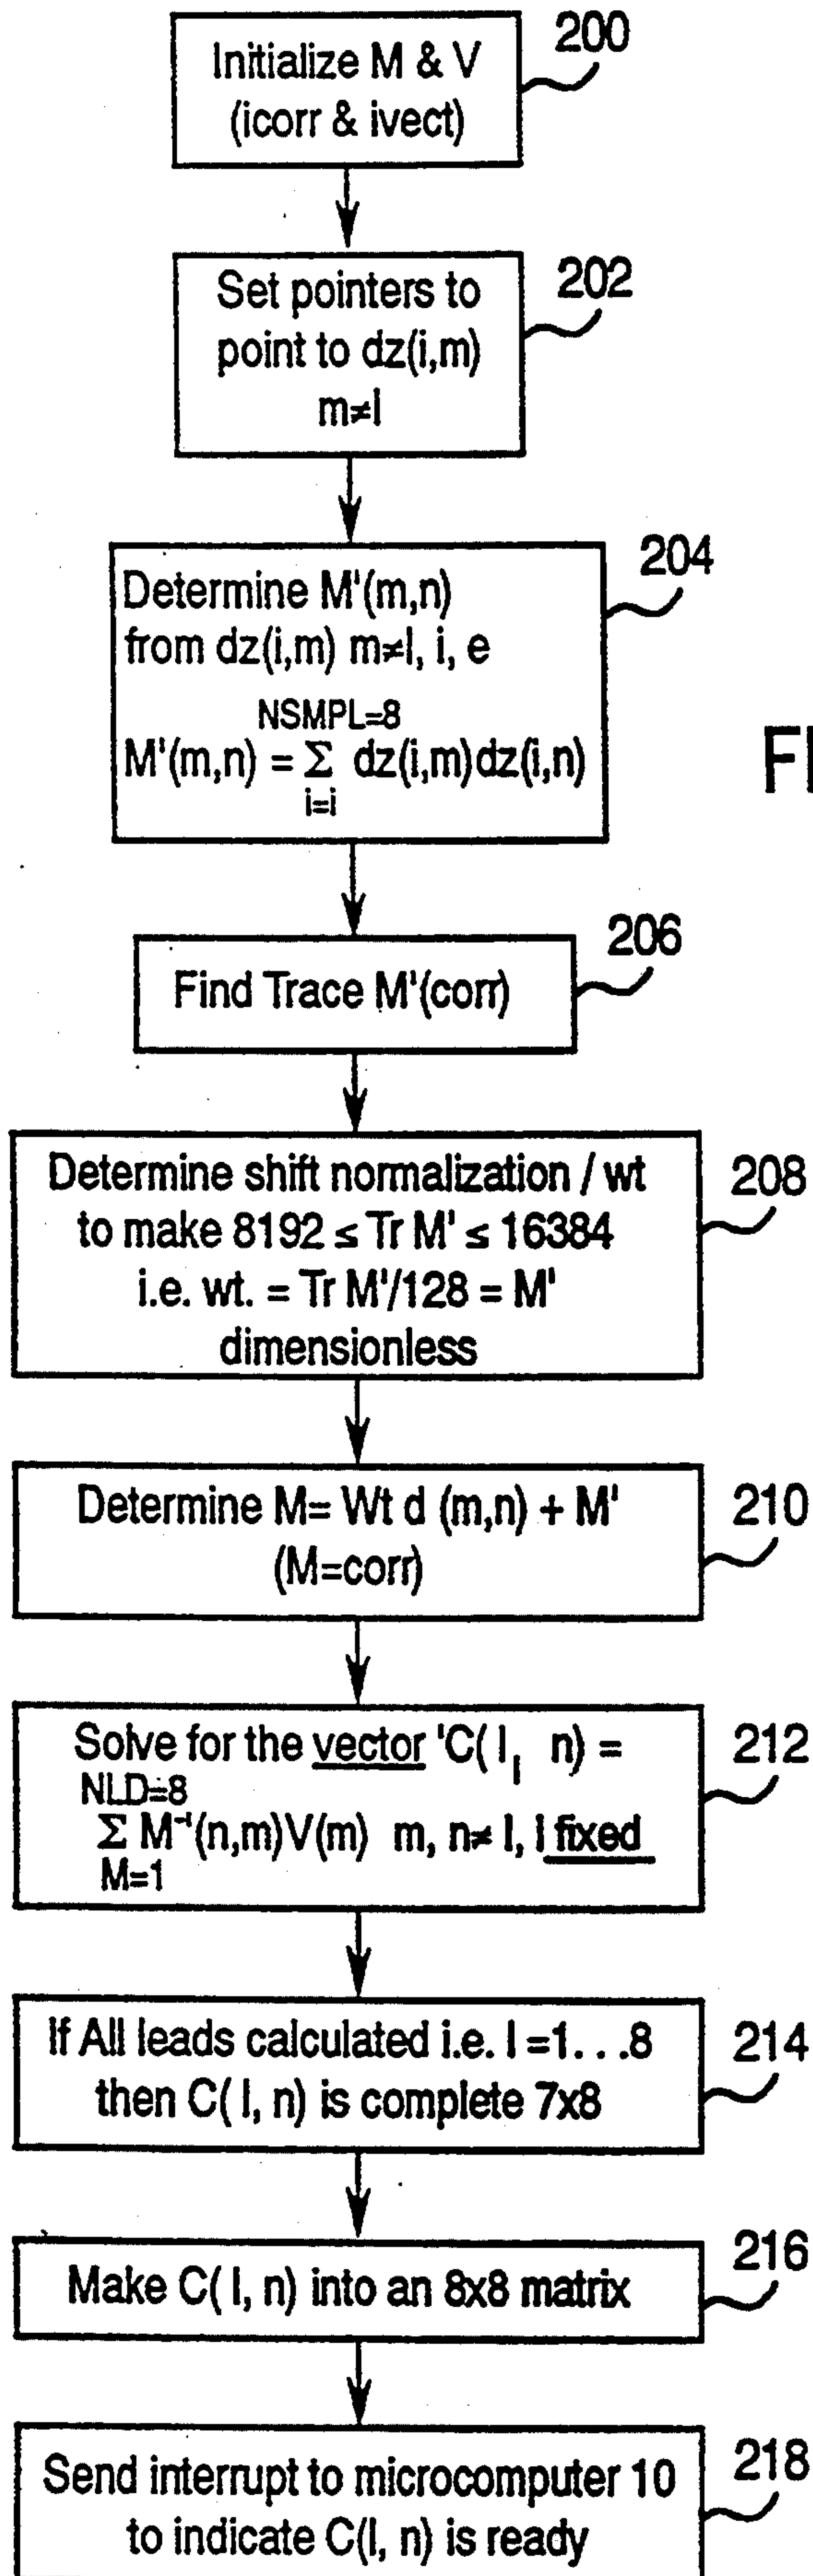 Initialize M & V
(icorr & ivect)
200
Set pointers to
point to dz(i,m)
m≠l
202
Determine M'(m,n)
from dz(i,m) m≠l, i, e
NSMPL=8
M'(m,n) = Σ dz(i,m)dz(i,n)
i=i
204
FI
Find Trace M'(corr)
206
Determine shift normalization / wt
to make 8192 ≤ Tr M' ≤ 16384
i.e. wt. = Tr M'/128 = M'
dimensionless
208
Determine M= Wt d (m,n) + M'
(M=corr)
210
Solve for the vector 'C( l, n) =
NLD=8
Σ M⁻¹(n,m)V(m) m, n≠ l, l fixed
M=1
212
If All leads calculated i.e. l =1. . .8
then C( l, n) is complete 7x8
214
Make C( l, n) into an 8x8 matrix
216
Send interrupt to microcomputer 10
to indicate C(l, n) is ready
218